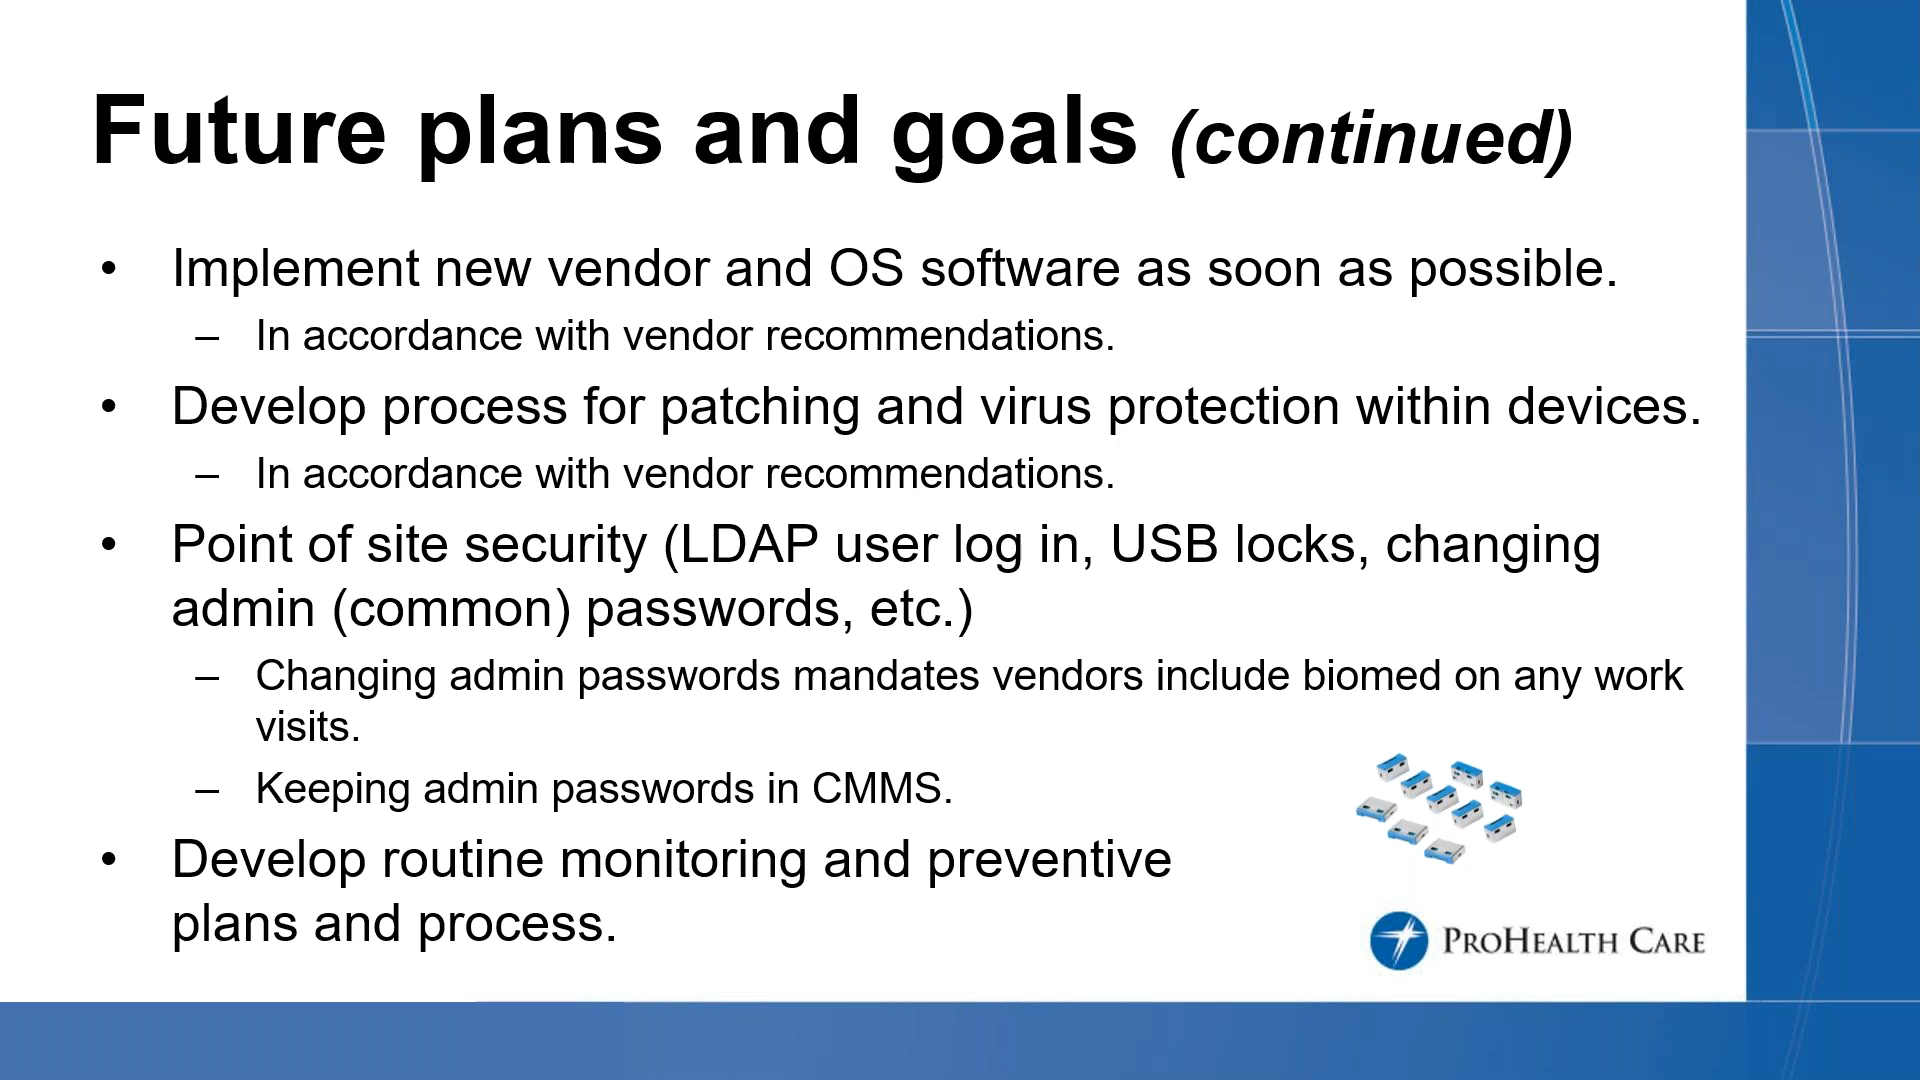 Future plans and goals (continued)
• Implement new vendor and OS software as soon as possible.
– In accordance with vendor recommendations.
• Develop process for patching and virus protection within devices.
– In accordance with vendor recommendations.
• Point of site security (LDAP user log in, USB locks, changing
admin (common) passwords, etc.)
– Changing admin passwords mandates vendors include biomed on any work
visits.
– Keeping admin passwords in CMMS.
• Develop routine monitoring and preventive
plans and process.
PROHEALTH CARE